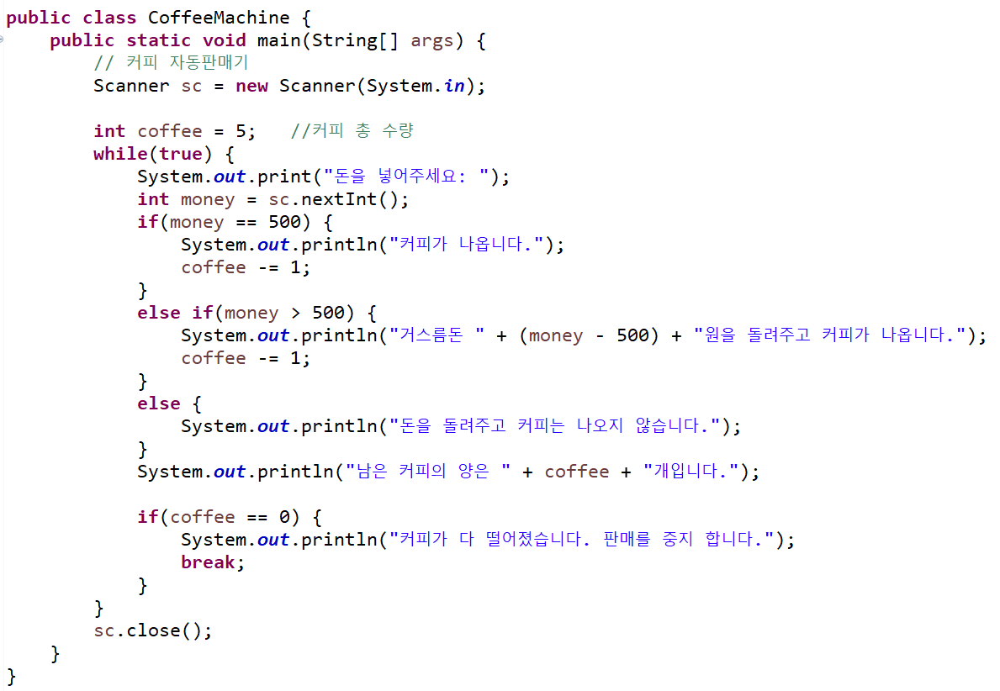 public class CoffeeMachine {
    public static void main(String[] args) {
        // 커피 자동판매기
        Scanner sc = new Scanner(System.in);

        int coffee = 5;   //커피 총 수량
        while(true) {
            System.out.print("돈을 넣어주세요: ");
            int money = sc.nextInt();
            if(money == 500) {
                System.out.println("커피가 나옵니다.");
                coffee -= 1;
            }
            else if(money > 500) {
                System.out.println("거스름돈 " + (money - 500) + "원을 돌려주고 커피가 나옵니다.");
                coffee -= 1;
            }
            else {
                System.out.println("돈을 돌려주고 커피는 나오지 않습니다.");
            }
            System.out.println("남은 커피의 양은 " + coffee + "개입니다.");

            if(coffee == 0) {
                System.out.println("커피가 다 떨어졌습니다. 판매를 중지 합니다.");
                break;
            }
        }
        sc.close();
    }
}